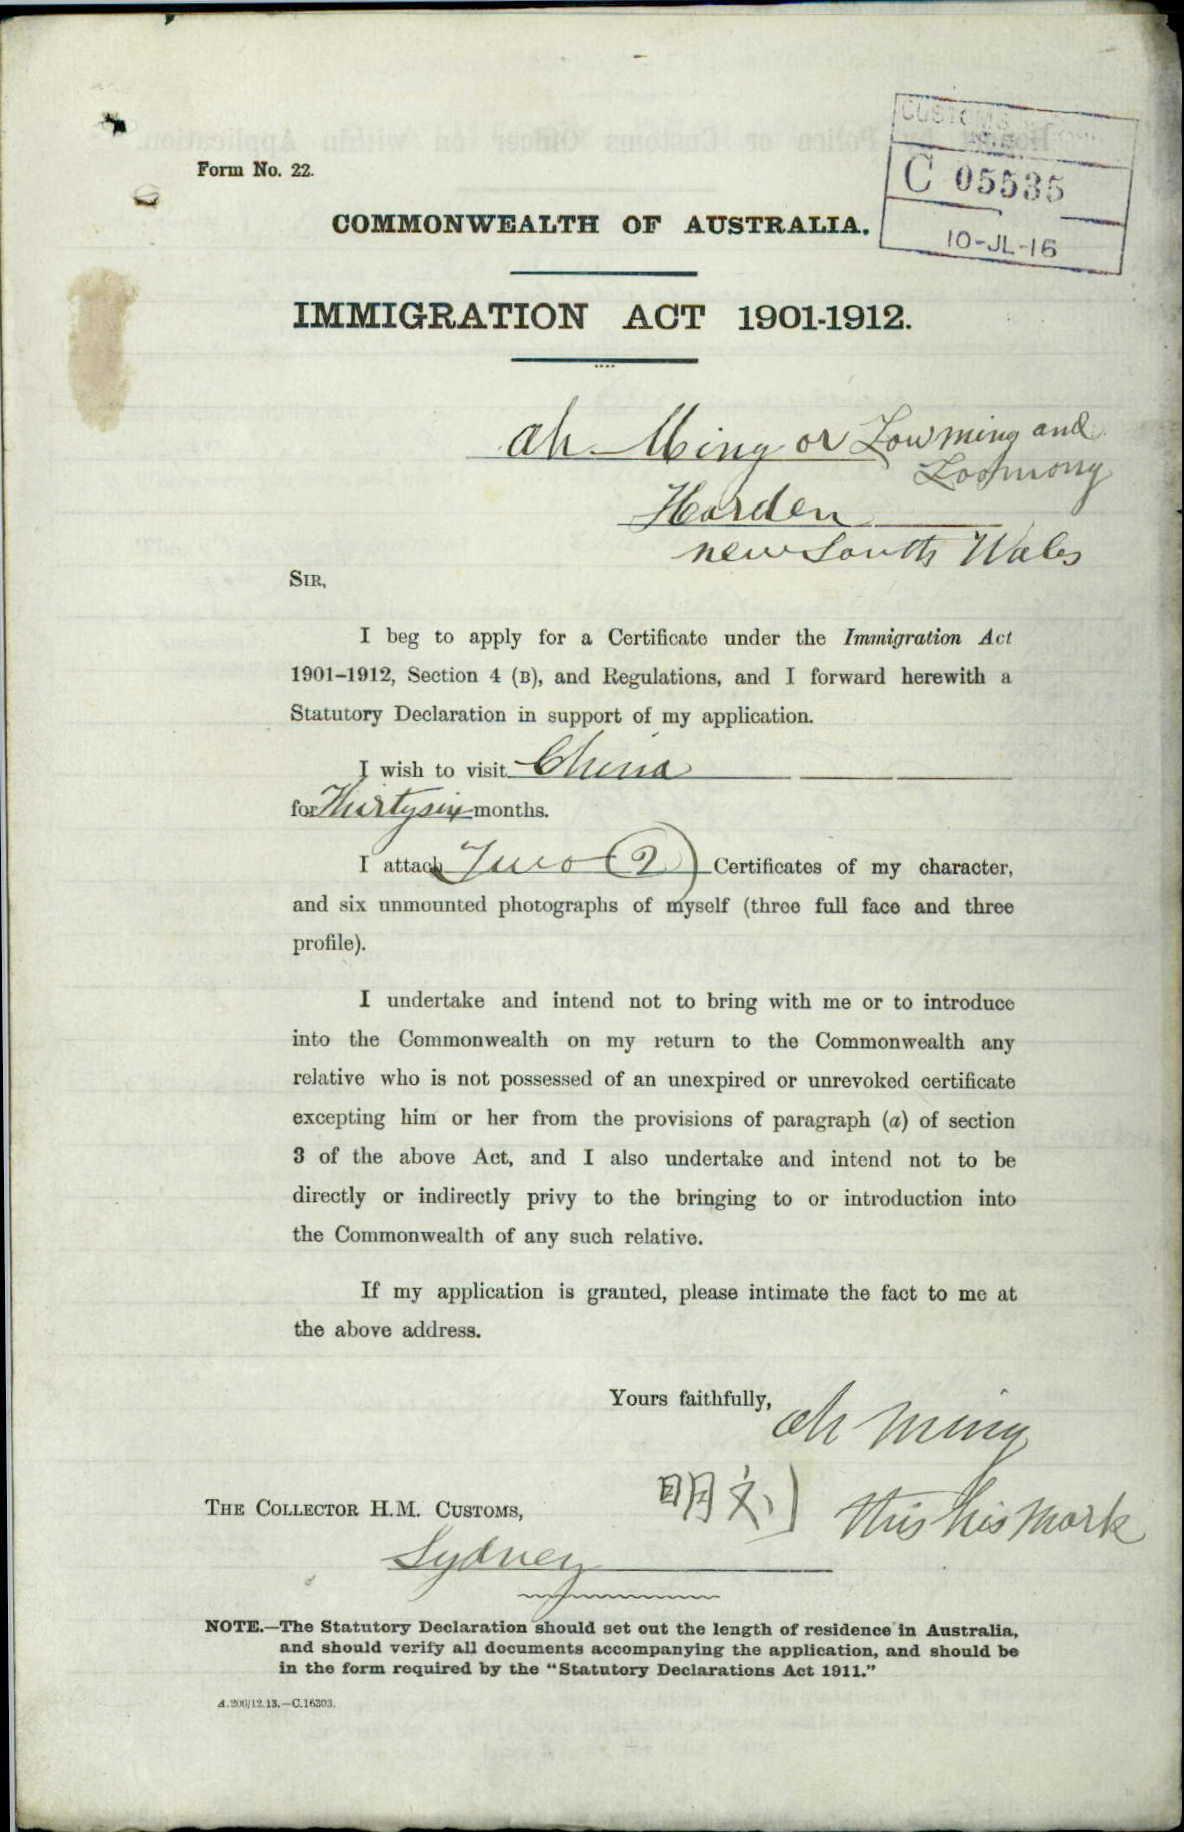 CUSTOMS
C 05535
10-JL-16
Form No. 22.
COMMONWEALTH OF AUSTRALIA.
IMMIGRATION ACT 1901-1912.
Ah Ming or Lowming and
Loomong
Harden
New South Wales
SIR,
I beg to apply for a Certificate under the Immigration Act
1901–1912, Section 4 (B), and Regulations, and I forward herewith a
Statutory Declaration in support of my application.
I wish to visit China
for Thirtysix months.
I attach Two (2) Certificates of my character,
and six unmounted photographs of myself (three full face and three
profile).
I undertake and intend not to bring with me or to introduce
into the Commonwealth on my return to the Commonwealth any
relative who is not possessed of an unexpired or unrevoked certificate
excepting him or her from the provisions of paragraph (a) of section
3 of the above Act, and I also undertake and intend not to be
directly or indirectly privy to the bringing to or introduction into
the Commonwealth of any such relative.
If my application is granted, please intimate the fact to me at
the above address.
Yours faithfully,
Ah Ming
明刘
this his mark
THE COLLECTOR H.M. CUSTOMS,
Sydney
NOTE.—The Statutory Declaration should set out the length of residence in Australia,
and should verify all documents accompanying the application, and should be
in the form required by the "Statutory Declarations Act 1911."
A.200/12.13.—C.16303.